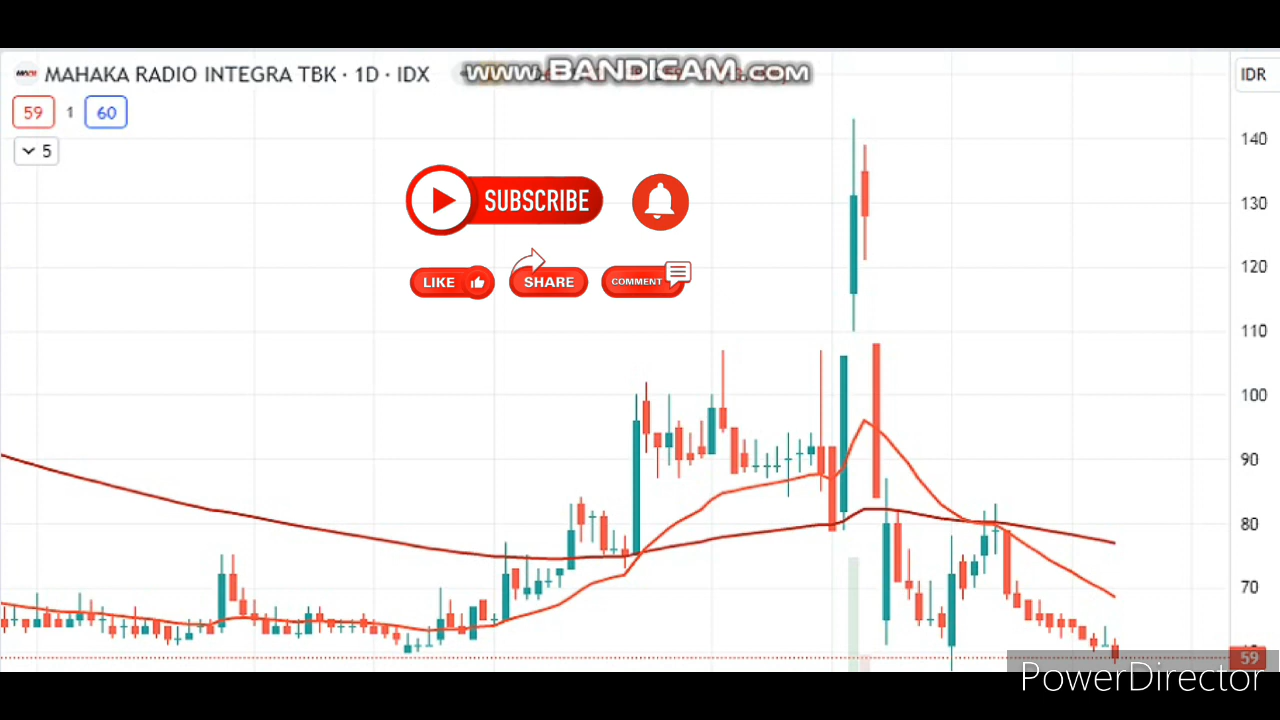 MAHAKA RADIO INTEGRA TBK · 1D · IDX
www.BANDICAM.com
IDR
59 1 60
5
SUBSCRIBE
LIKE
SHARE
COMMENT
140
130
120
110
100
90
80
70
59
PowerDirector